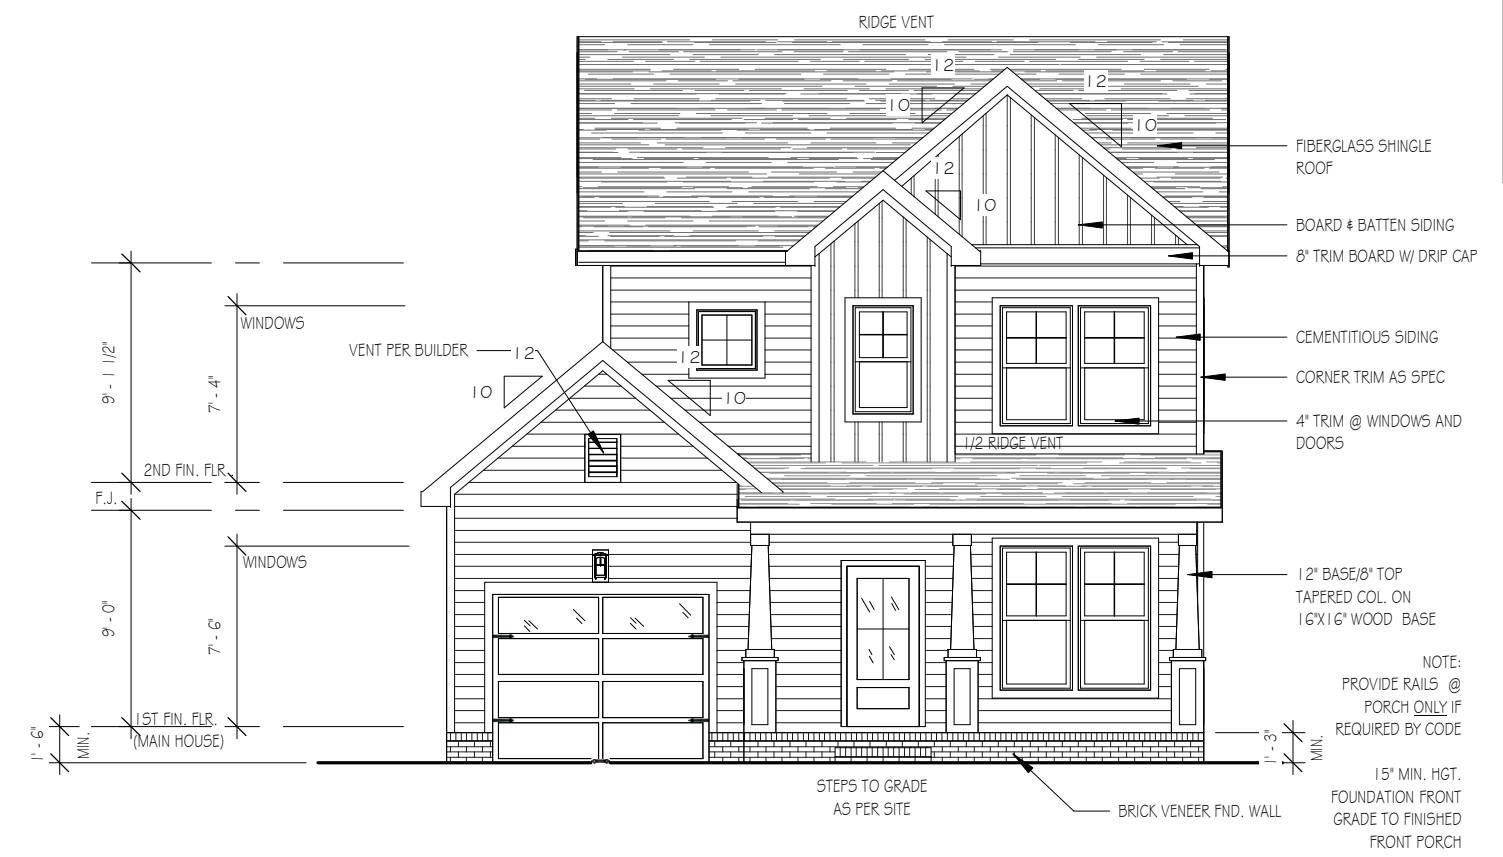 RIDGE VENT
12
12
10
10
FIBERGLASS SHINGLE
ROOF
12
10
BOARD & BATTEN SIDING
8" TRIM BOARD W/ DRIP CAP
WINDOWS
CEMENTITIOUS SIDING
VENT PER BUILDER
12
12
9' - 1 1/2"
7' - 4"
10
10
CORNER TRIM AS SPEC
4" TRIM @ WINDOWS AND
DOORS
1/2 RIDGE VENT
2ND FIN. FLR.
F.J.
WINDOWS
9' - 0"
7' - 6"
12" BASE/8" TOP
TAPERED COL. ON
16"X16" WOOD BASE
NOTE:
PROVIDE RAILS @
PORCH ONLY IF
REQUIRED BY CODE
1ST FIN. FLR.
(MAIN HOUSE)
1' - 6"
MIN.
1' - 3"
MIN.
STEPS TO GRADE
AS PER SITE
BRICK VENEER FND. WALL
15" MIN. HGT.
FOUNDATION FRONT
GRADE TO FINISHED
FRONT PORCH